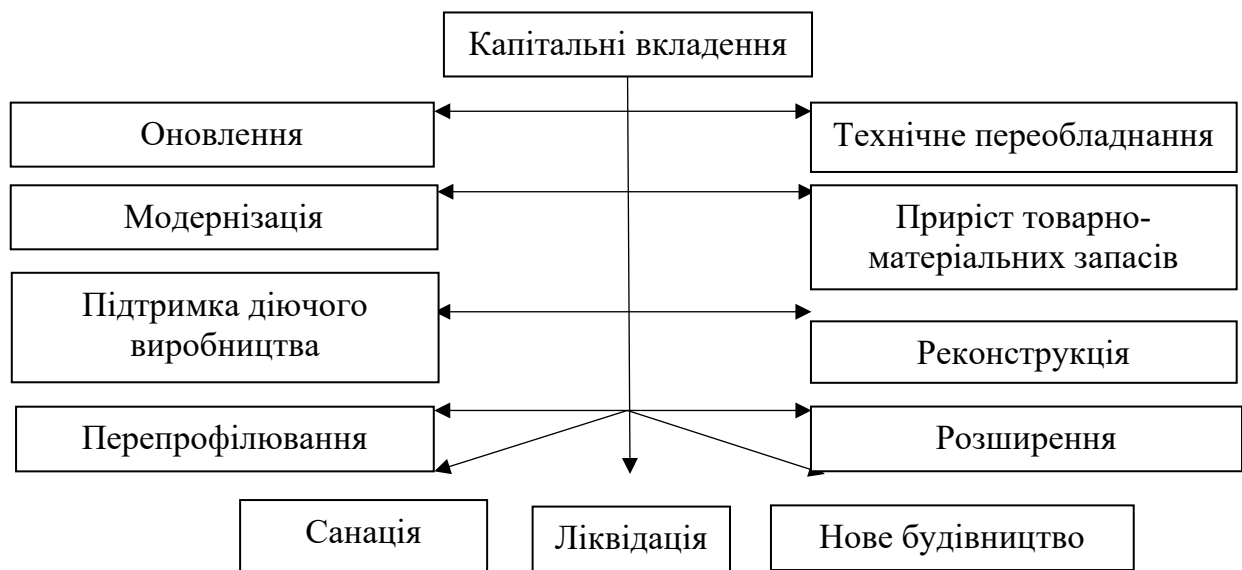 Капітальні вкладення
Оновлення
Технічне переобладнання
Модернізація
Приріст товарно-
матеріальних запасів
Підтримка діючого
виробництва
Реконструкція
Перепрофілювання
Розширення
Санація
Ліквідація
Нове будівництво